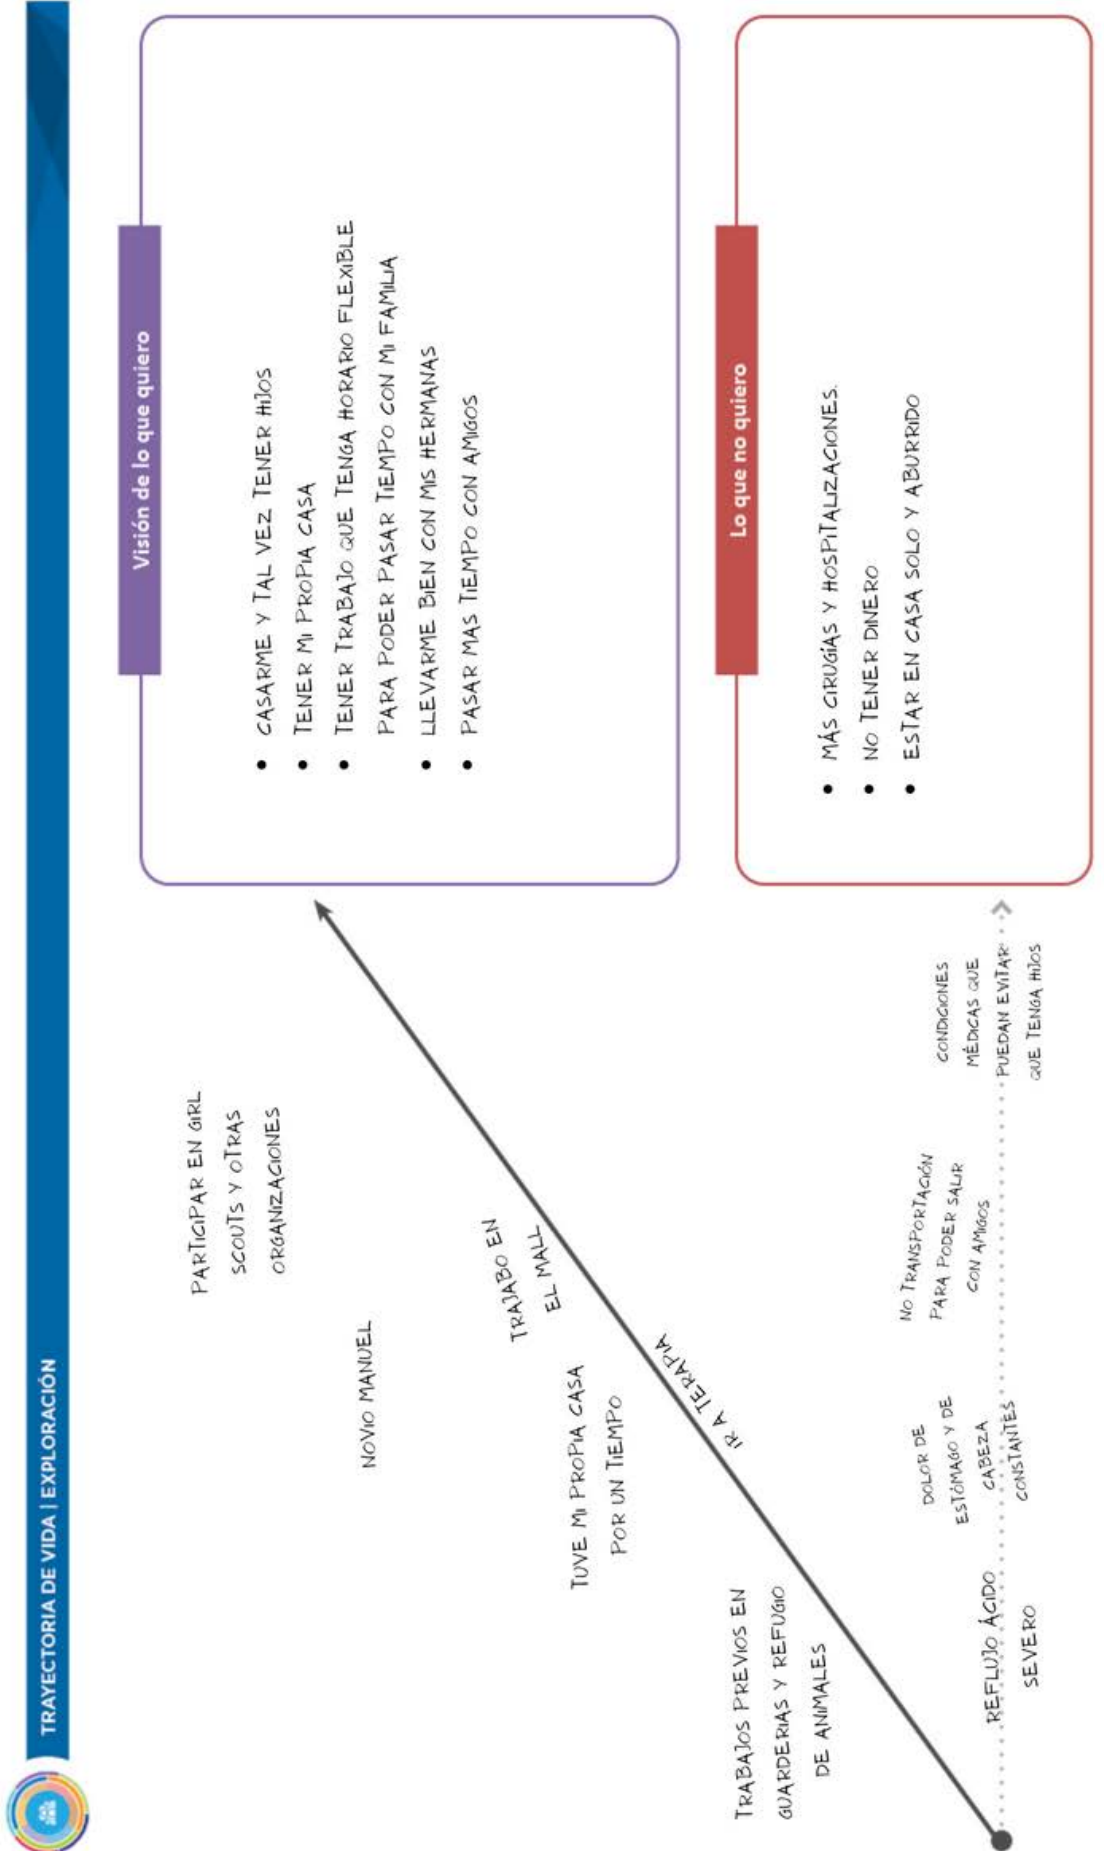 TRAYECTORIA DE VIDA | EXPLORACIÓN
Visión de lo que quiero
• CASARME Y TAL VEZ TENER HIJOS
• TENER MI PROPIA CASA
• TENER TRABAJO QUE TENGA HORARIO FLEXIBLE
PARA PODER PASAR TIEMPO CON MI FAMILIA
• LLEVARME BIEN CON MIS HERMANAS
• PASAR MAS TIEMPO CON AMIGOS
PARTICIPAR EN GIRL
SCOUTS Y OTRAS
ORGANIZACIONES
NOVIO MANUEL
TRAJABO EN
EL MALL
TUVE MI PROPIA CASA
POR UN TIEMPO
IR A TERAPIA
TRABAJOS PREVIOS EN
GUARDERIAS Y REFUGIO
DE ANIMALES
Lo que no quiero
• MÁS CIRUGÍAS Y HOSPITALIZACIONES.
• NO TENER DINERO
• ESTAR EN CASA SOLO Y ABURRIDO
REFLUJO ÁCIDO
SEVERO
DOLOR DE
ESTÓMAGO Y DE
CABEZA
CONSTANTES
NO TRANSPORTACIÓN
PARA PODER SALIR
CON AMIGOS
CONDICIONES
MÉDICAS QUE
PUEDAN EVITAR
QUE TENGA HIJOS